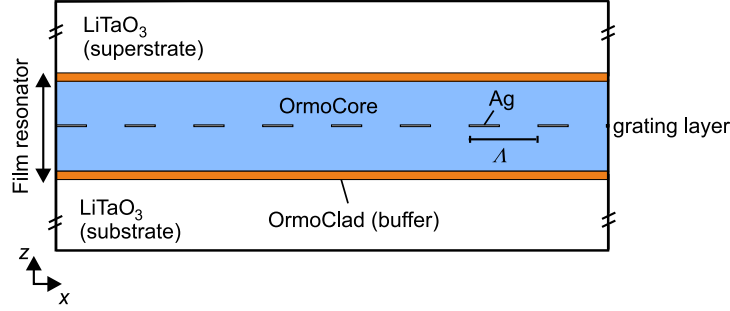 LiTaO₃
(superstrate)
Film resonator
OrmoCore
Ag
grating layer
Λ
LiTaO₃
(substrate)
OrmoClad (buffer)
z
x